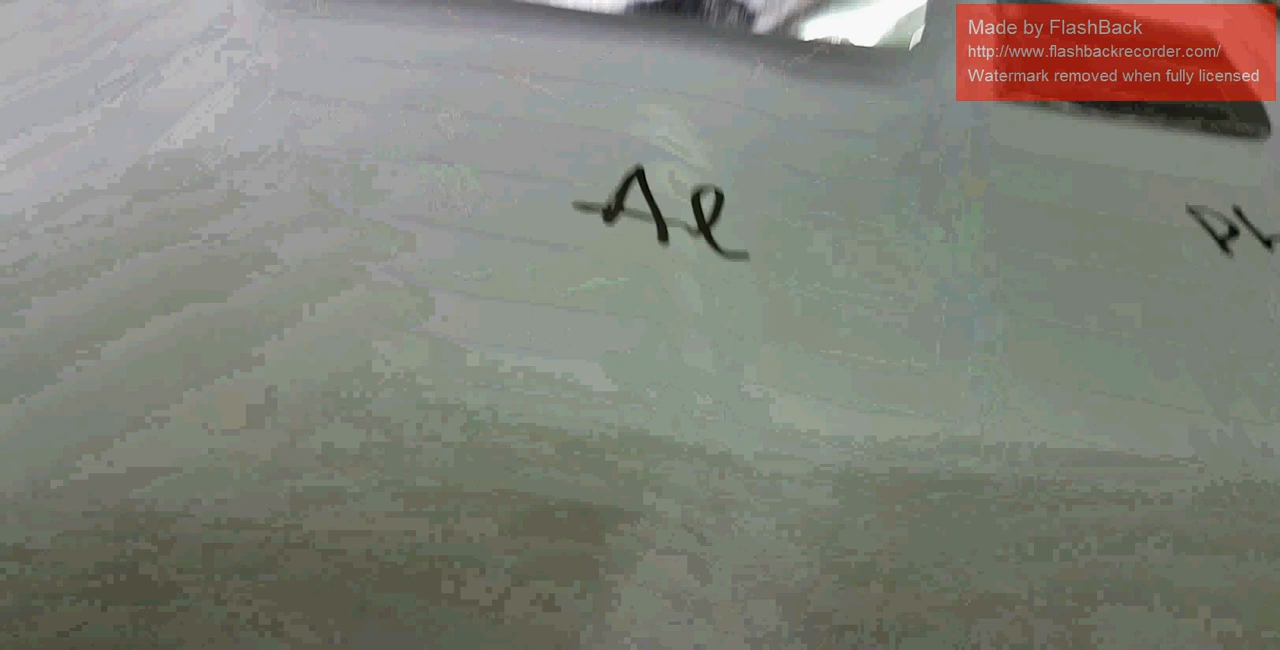 Made by FlashBack
http://www.flashbackrecorder.com/
Watermark removed when fully licensed
Al